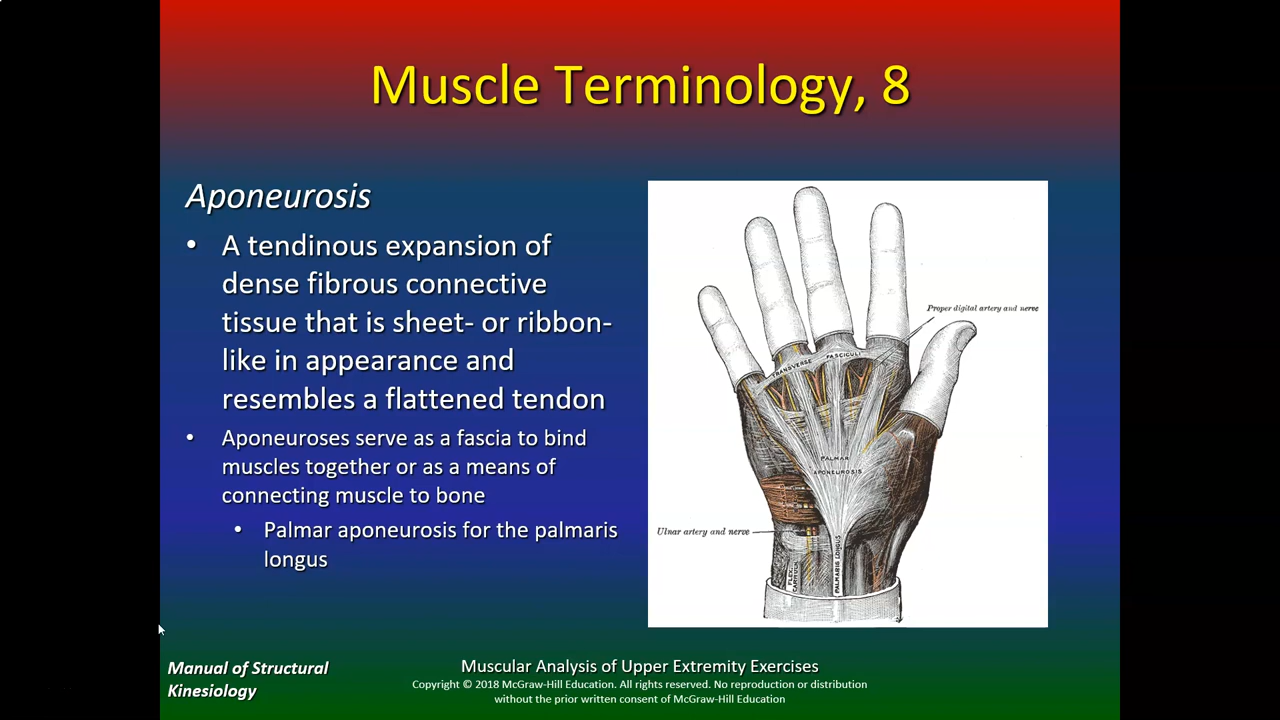 Muscle Terminology, 8
Aponeurosis
• A tendinous expansion of
dense fibrous connective
tissue that is sheet- or ribbon-
like in appearance and
resembles a flattened tendon
• Aponeuroses serve as a fascia to bind
muscles together or as a means of
connecting muscle to bone
• Palmar aponeurosis for the palmaris
longus
Proper digital artery and nerve
TRANSVERSE FASCICULI
PALMAR
APONEUROSIS
Ulnar artery and nerve
PALMARIS LONGUS
Manual of Structural
Kinesiology
Muscular Analysis of Upper Extremity Exercises
Copyright © 2018 McGraw-Hill Education. All rights reserved. No reproduction or distribution
without the prior written consent of McGraw-Hill Education